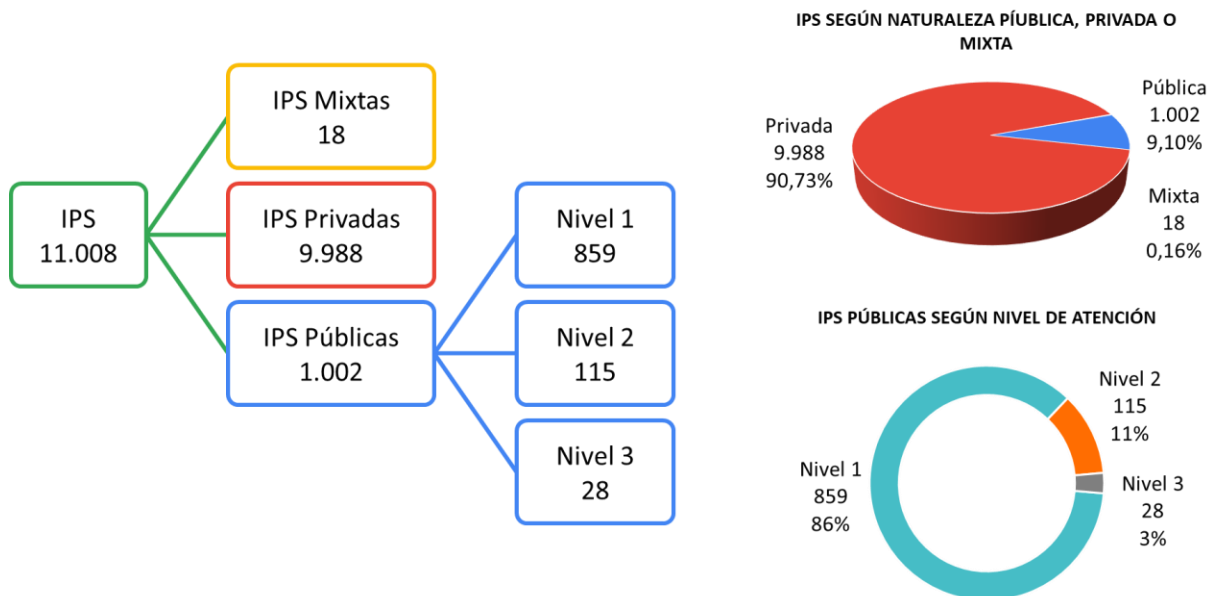 IPS
11.008
IPS Mixtas
18
IPS Privadas
9.988
IPS Públicas
1.002
Nivel 1
859
Nivel 2
115
Nivel 3
28
IPS SEGÚN NATURALEZA PÍUBLICA, PRIVADA O
MIXTA
Privada
9.988
90,73%
Pública
1.002
9,10%
Mixta
18
0,16%
IPS PÚBLICAS SEGÚN NIVEL DE ATENCIÓN
Nivel 1
859
86%
Nivel 2
115
11%
Nivel 3
28
3%